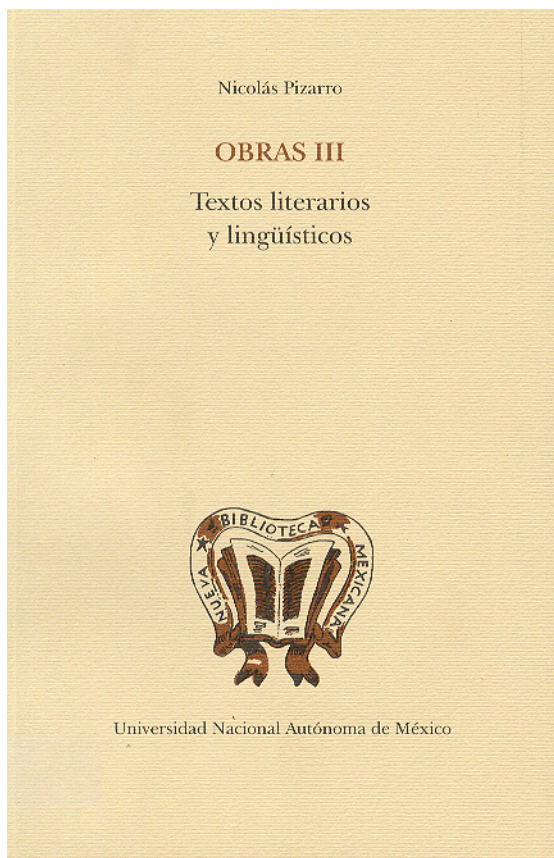 Nicolás Pizarro
OBRAS III
Textos literarios
y lingüísticos
NUEVA BIBLIOTECA MEXICANA
Universidad Nacional Autónoma de México